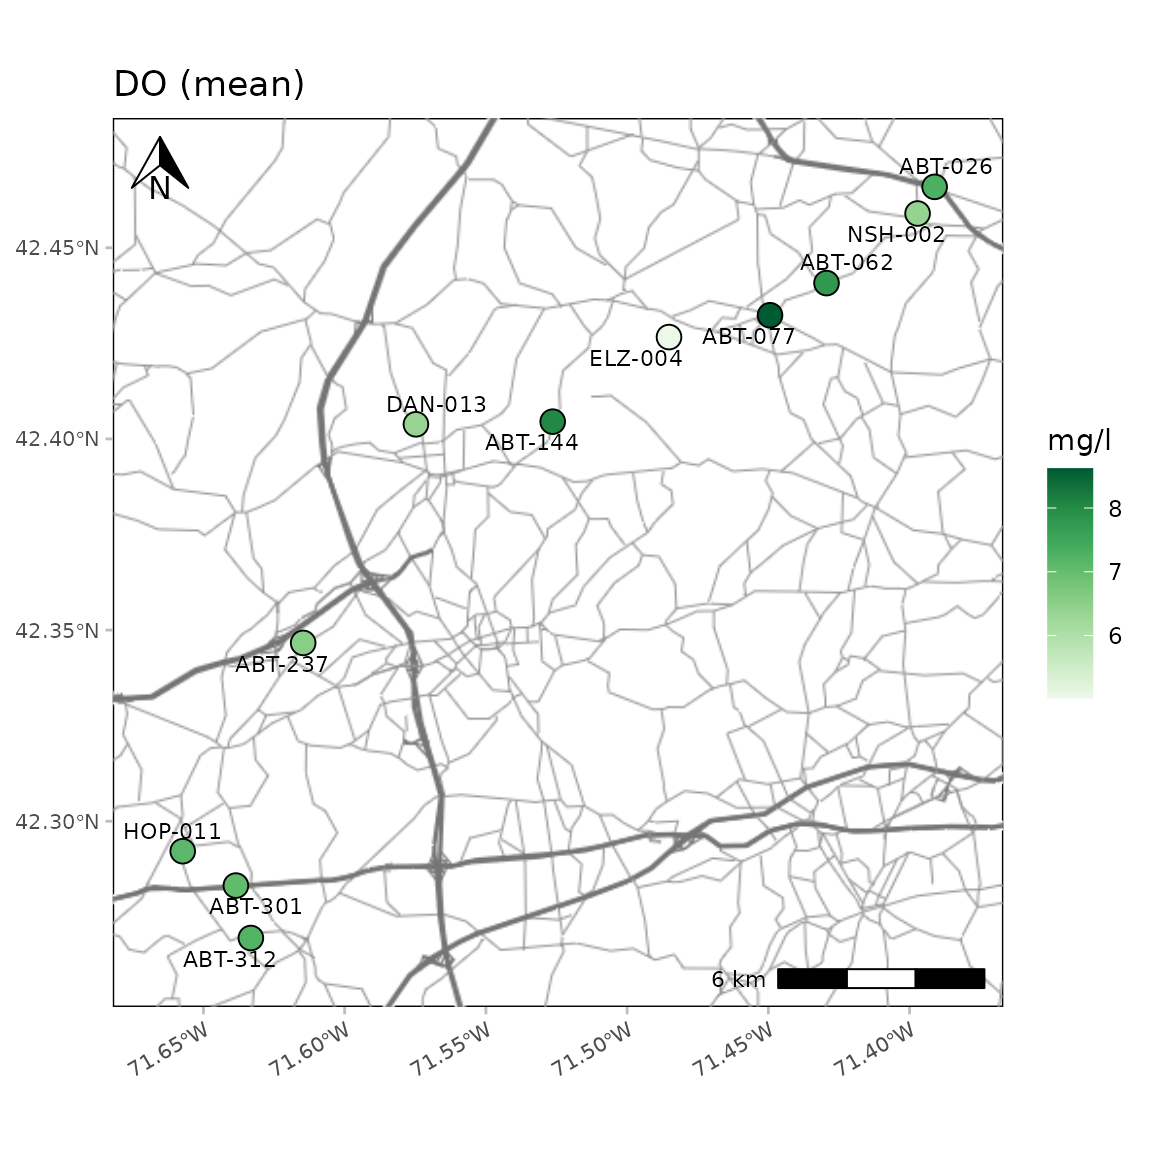 DO (mean)
N
ABT-026
NSH-002
42.45°N
ABT-062
ABT-077
ELZ-004
DAN-013
42.40°N
ABT-144
mg/l
8
7
6
42.35°N
ABT-237
42.30°N
HOP-011
ABT-301
ABT-312
6 km
71.65°W
71.60°W
71.55°W
71.50°W
71.45°W
71.40°W